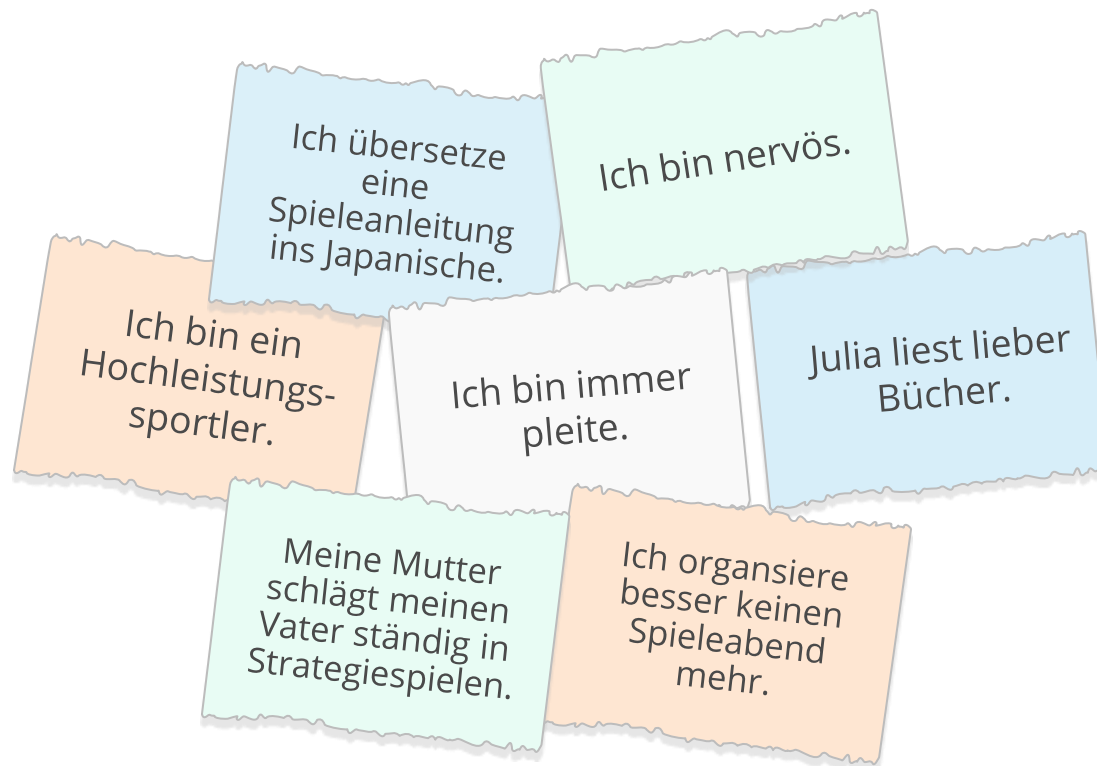 Ich übersetze
eine
Spieleanleitung
ins Japanische.
Ich bin nervös.
Ich bin ein
Hochleistungs-
sportler.
Ich bin immer
pleite.
Julia liest lieber
Bücher.
Meine Mutter
schlägt meinen
Vater ständig in
Strategiespielen.
Ich organsiere
besser keinen
Spieleabend
mehr.